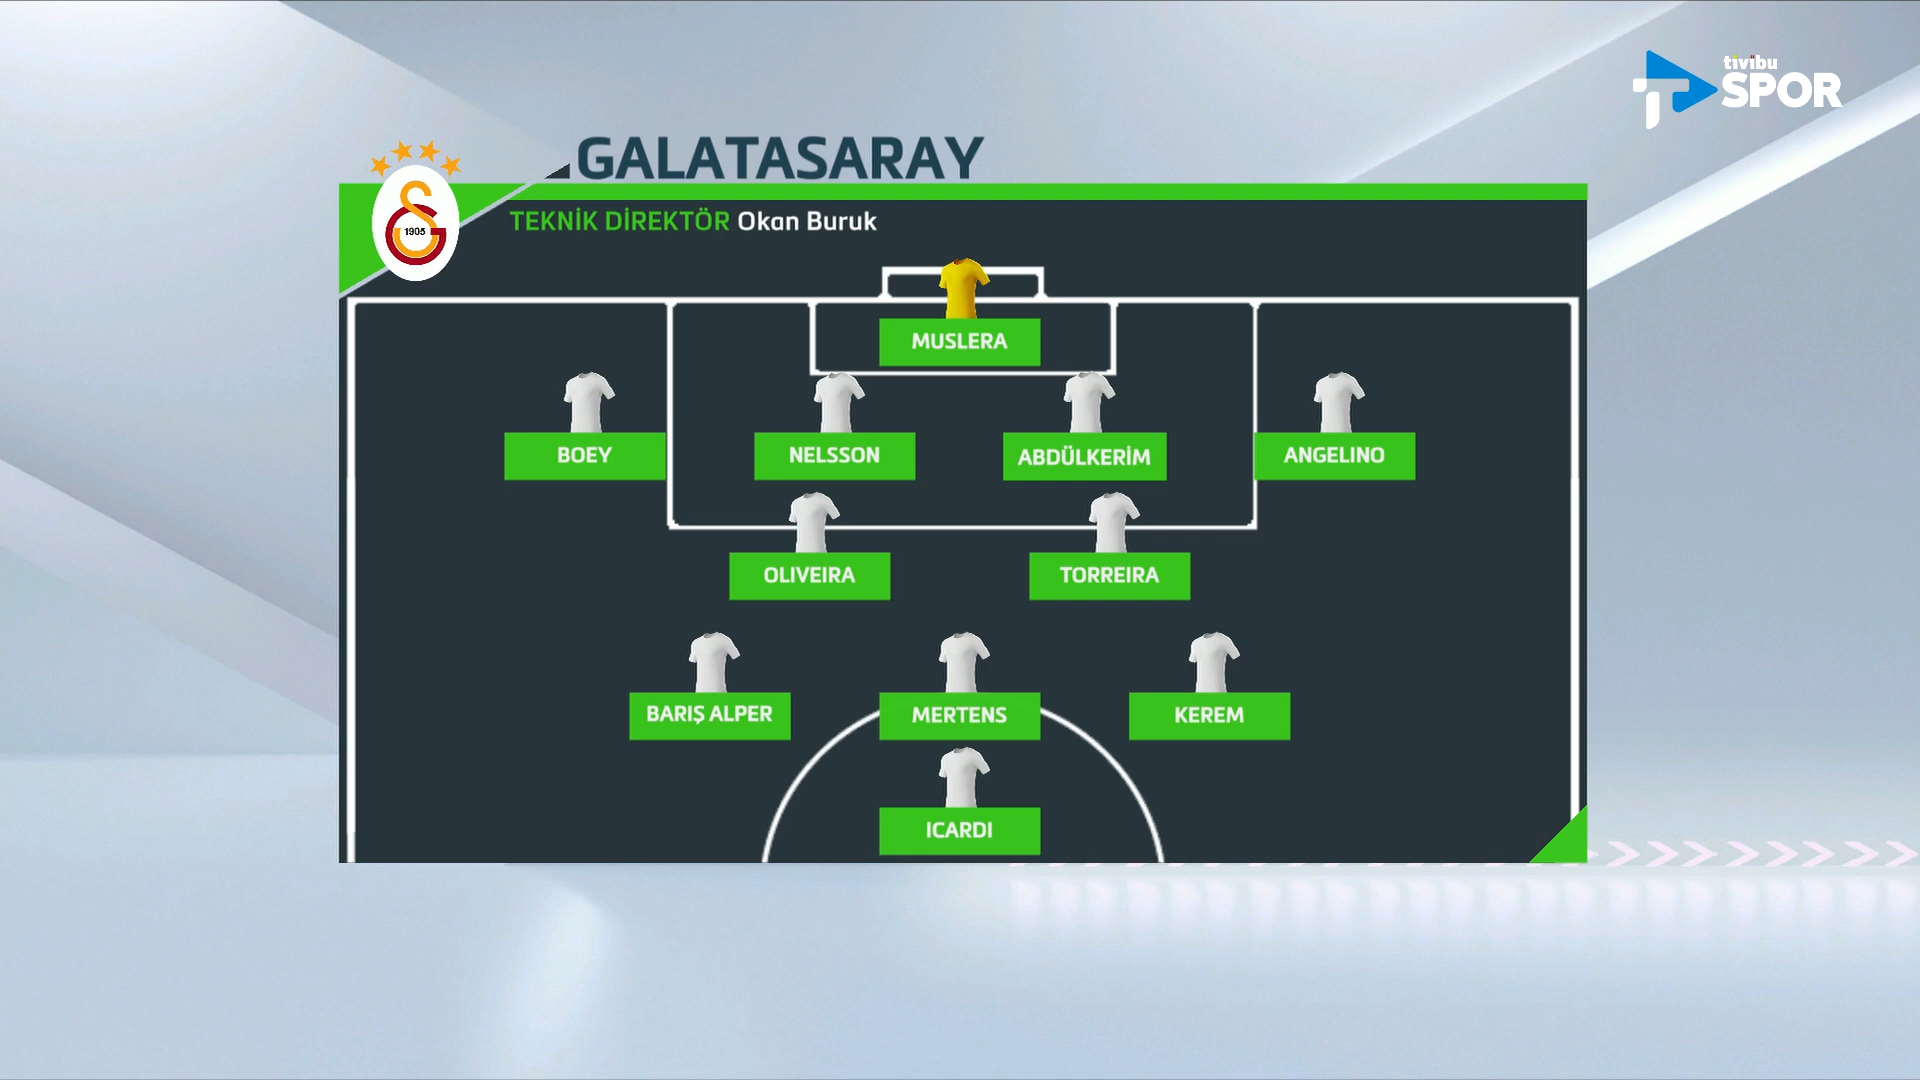 tivibu
SPOR
GALATASARAY
1905
TEKNİK DİREKTÖR Okan Buruk
MUSLERA
BOEY
NELSSON
ABDÜLKERİM
ANGELINO
OLIVEIRA
TORREIRA
BARIŞ ALPER
MERTENS
KEREM
ICARDI